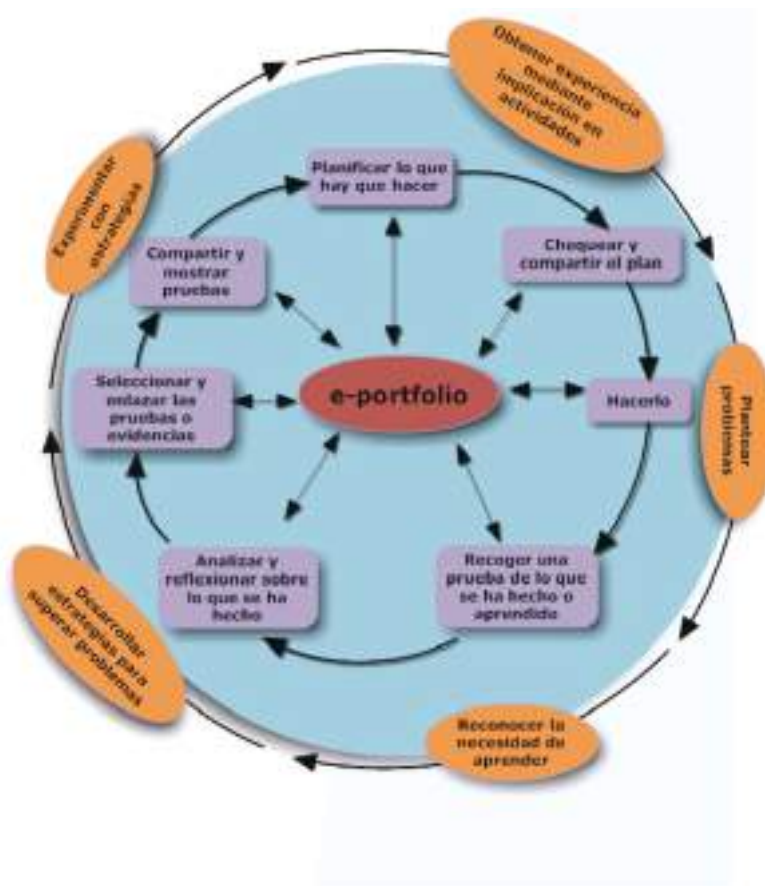 Obtener experiencia
mediante
implicación en
actividades
Planificar lo que
hay que hacer
Experimentar
con
estrategias
Compartir y
mostrar
pruebas
Chequear y
compartir el plan
Seleccionar y
enlazar las
pruebas o
evidencias
e-portfolio
Hacerlo
Plantear
problemas
Analizar y
reflexionar sobre
lo que se ha
hecho
Recoger una
prueba de lo que
se ha hecho o
aprendido
Desarrollar
estrategias para
superar problemas
Reconocer la
necesidad de
aprender